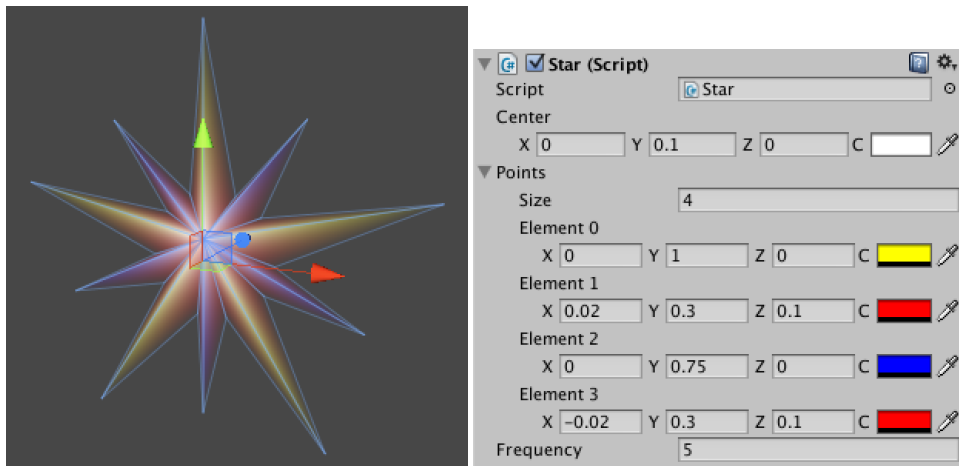 Star (Script)
Script Star
Center
X 0 Y 0.1 Z 0 C
Points
Size 4
Element 0
X 0 Y 1 Z 0 C
Element 1
X 0.02 Y 0.3 Z 0.1 C
Element 2
X 0 Y 0.75 Z 0 C
Element 3
X −0.02 Y 0.3 Z 0.1 C
Frequency 5